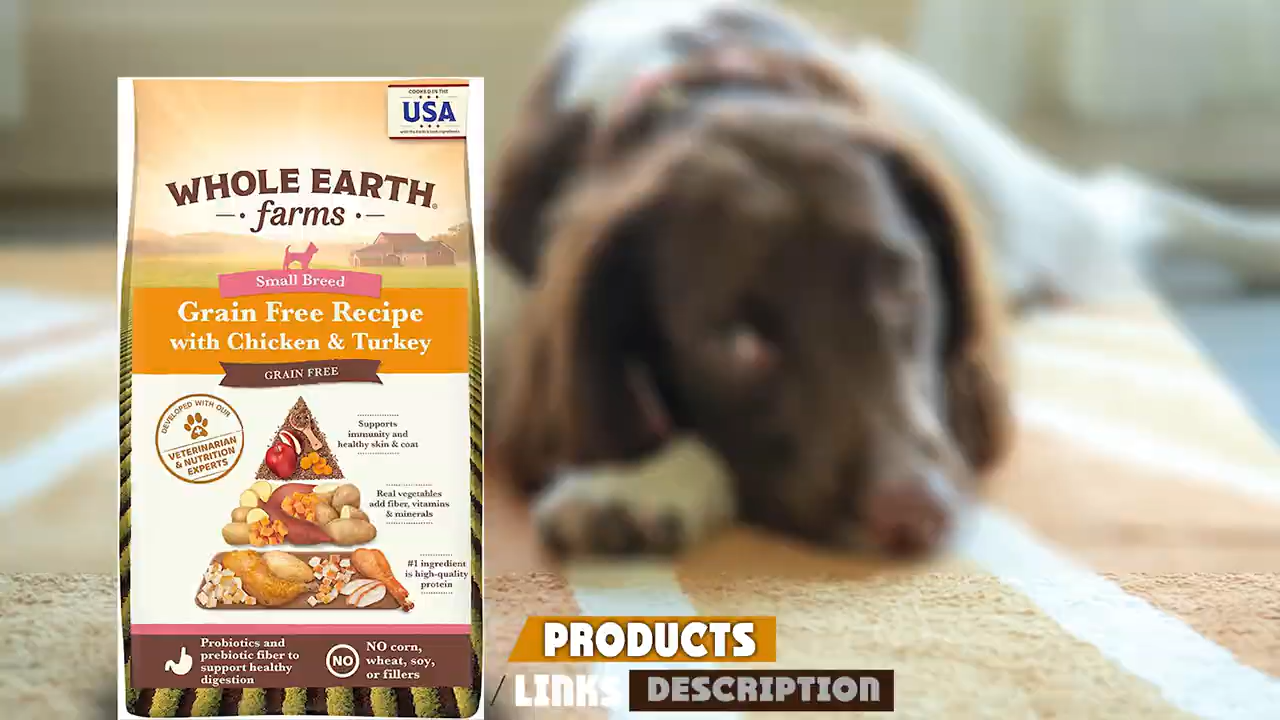 COOKED IN THE
USA
WHOLE EARTH
farms
Small Breed
Grain Free Recipe
with Chicken & Turkey
GRAIN FREE
DEVELOPED WITH OUR
VETERINARIAN
& NUTRITION
EXPERTS
Supports
immunity and
healthy skin & coat
Real vegetables
add fiber, vitamins
& minerals
#1 ingredient
is high-quality
protein
Probiotics and
prebiotic fiber to
support healthy
digestion
NO
NO corn,
wheat, soy,
or fillers
PRODUCTS
/ LINKS DESCRIPTION